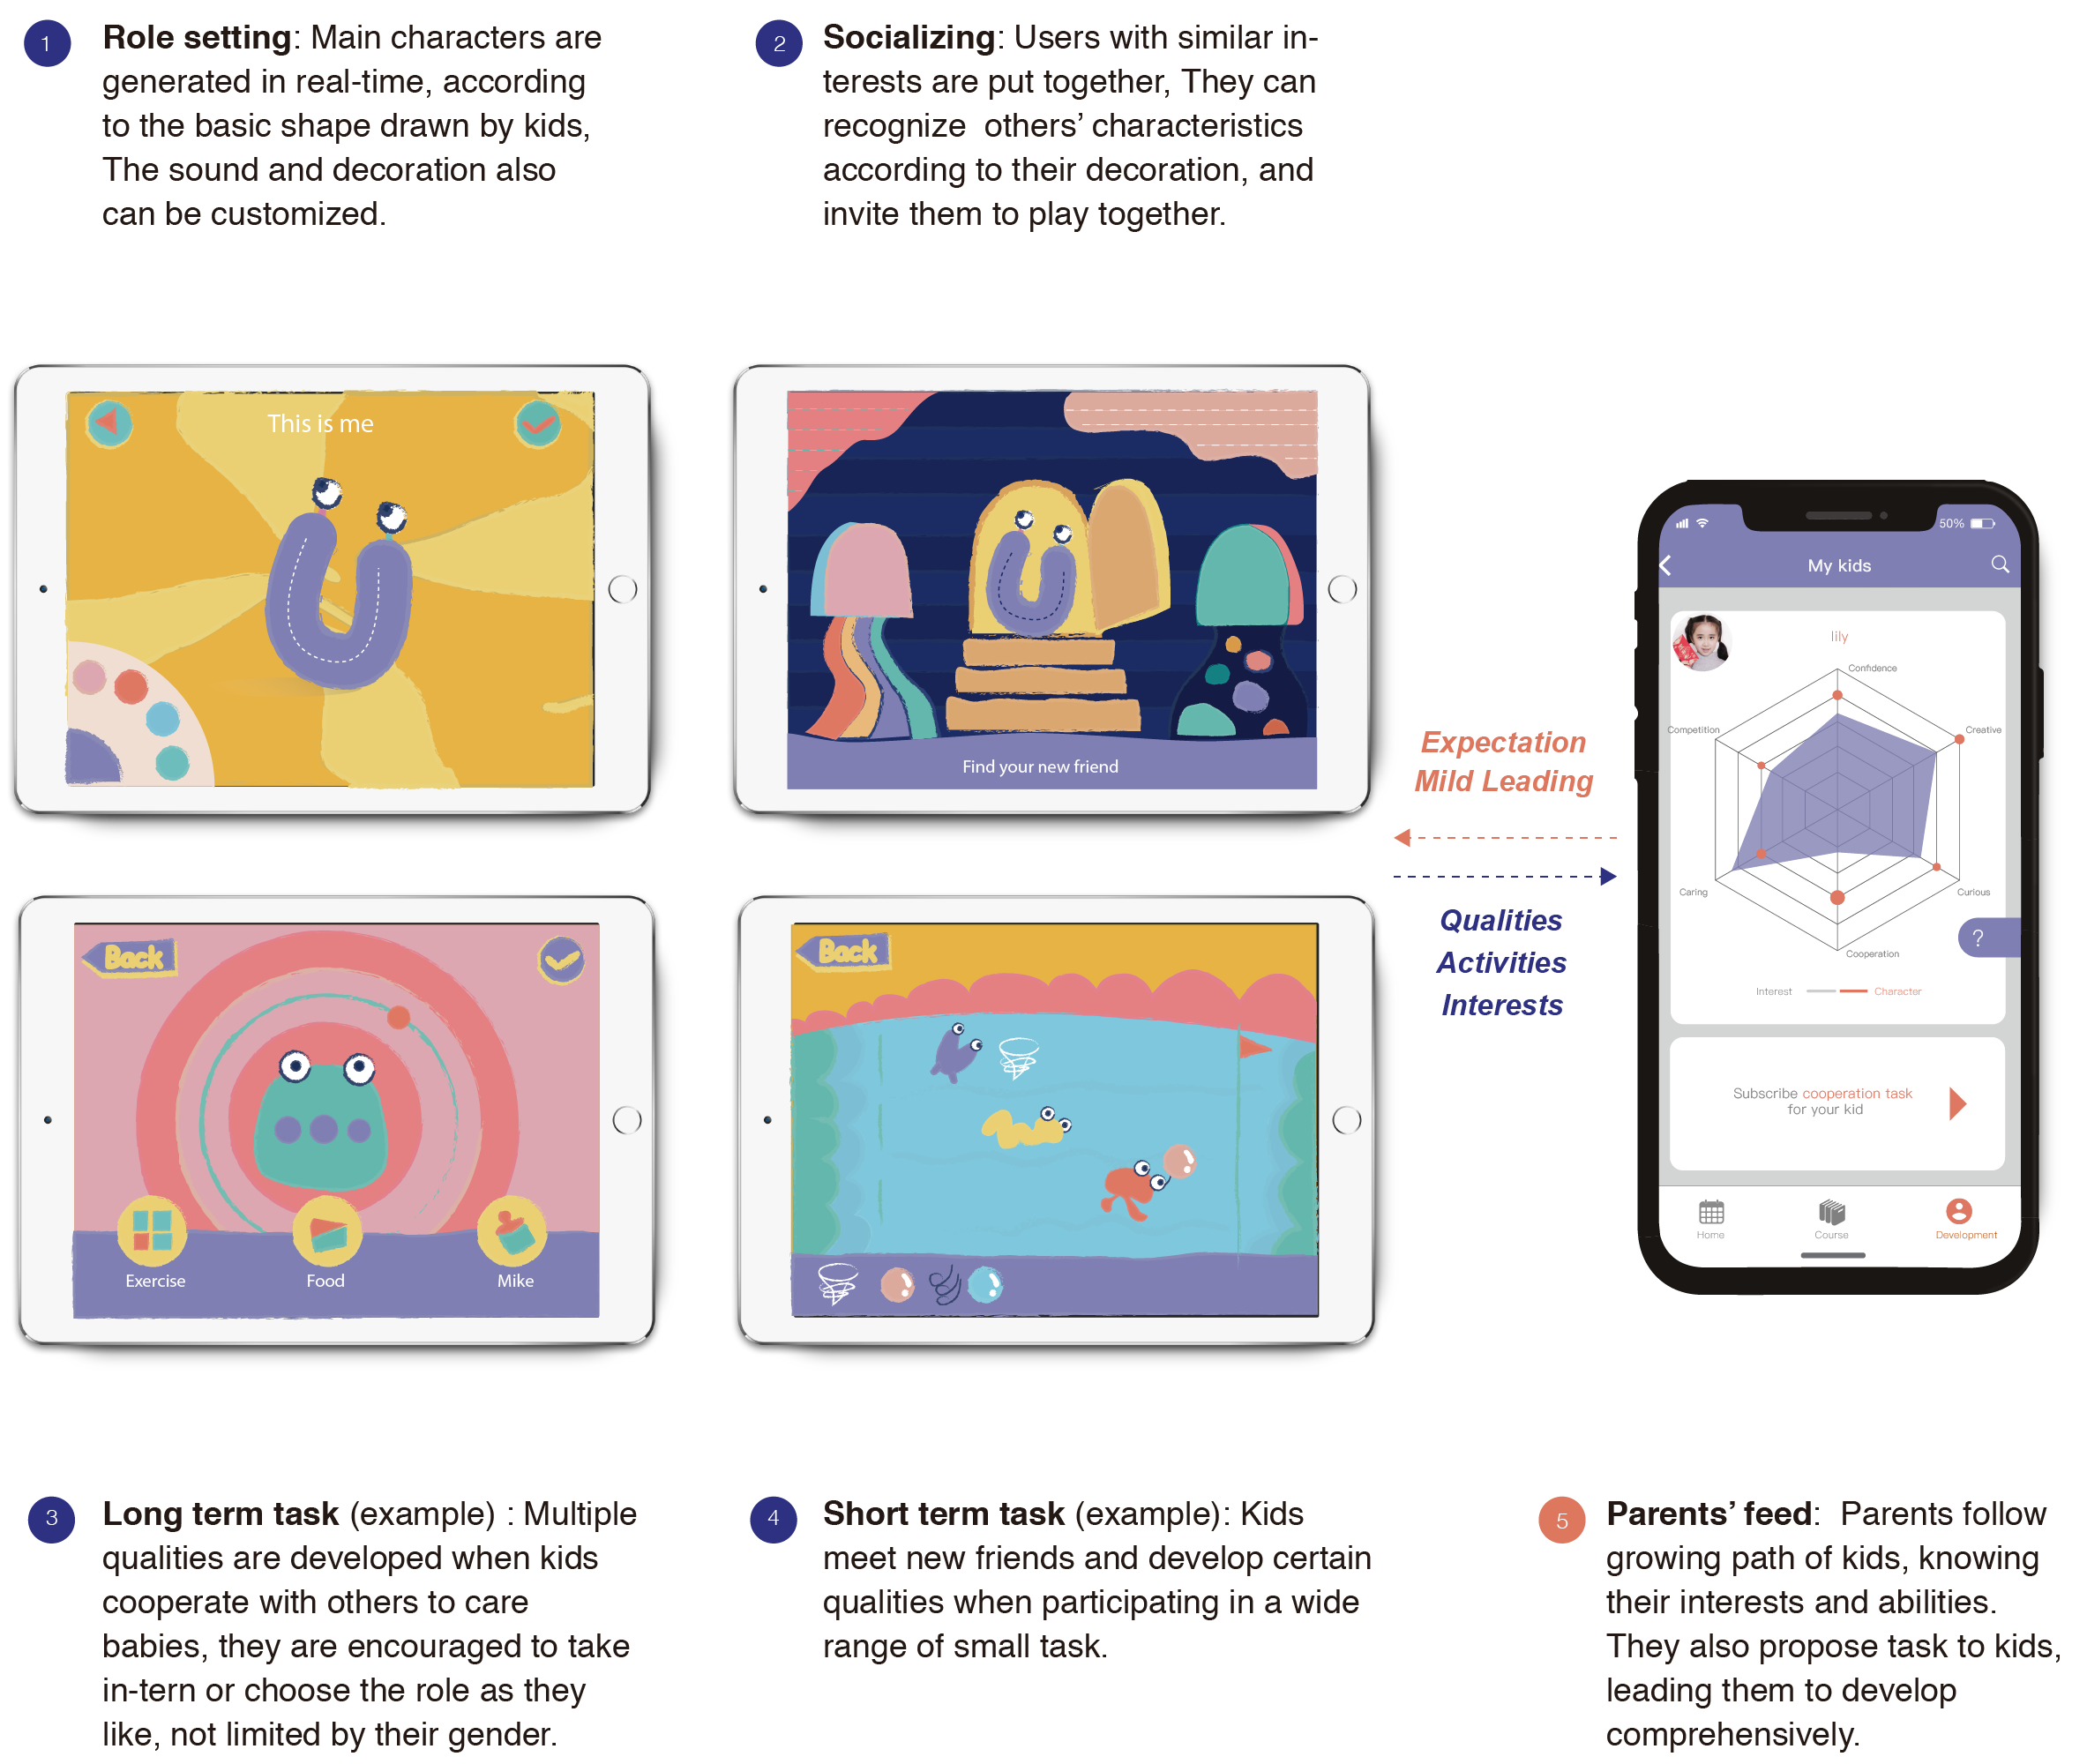 1
Role setting: Main characters are
generated in real-time, according
to the basic shape drawn by kids,
The sound and decoration also
can be customized.
2
Socializing: Users with similar in-
terests are put together, They can
recognize  others’ characteristics
according to their decoration, and
invite them to play together.
This is me
Find your new friend
Back
Exercise
Food
Mike
Back
Expectation
Mild Leading
Qualities
Activities
Interests
50%
My kids
lily
Confidence
Competition
Creative
Caring
Curious
Cooperation
?
Interest
Character
Subscribe cooperation task
for your kid
Home
Course
Development
3
Long term task (example) : Multiple
qualities are developed when kids
cooperate with others to care
babies, they are encouraged to take
in-tern or choose the role as they
like, not limited by their gender.
4
Short term task (example): Kids
meet new friends and develop certain
qualities when participating in a wide
range of small task.
5
Parents’ feed:  Parents follow
growing path of kids, knowing
their interests and abilities.
They also propose task to kids,
leading them to develop
comprehensively.